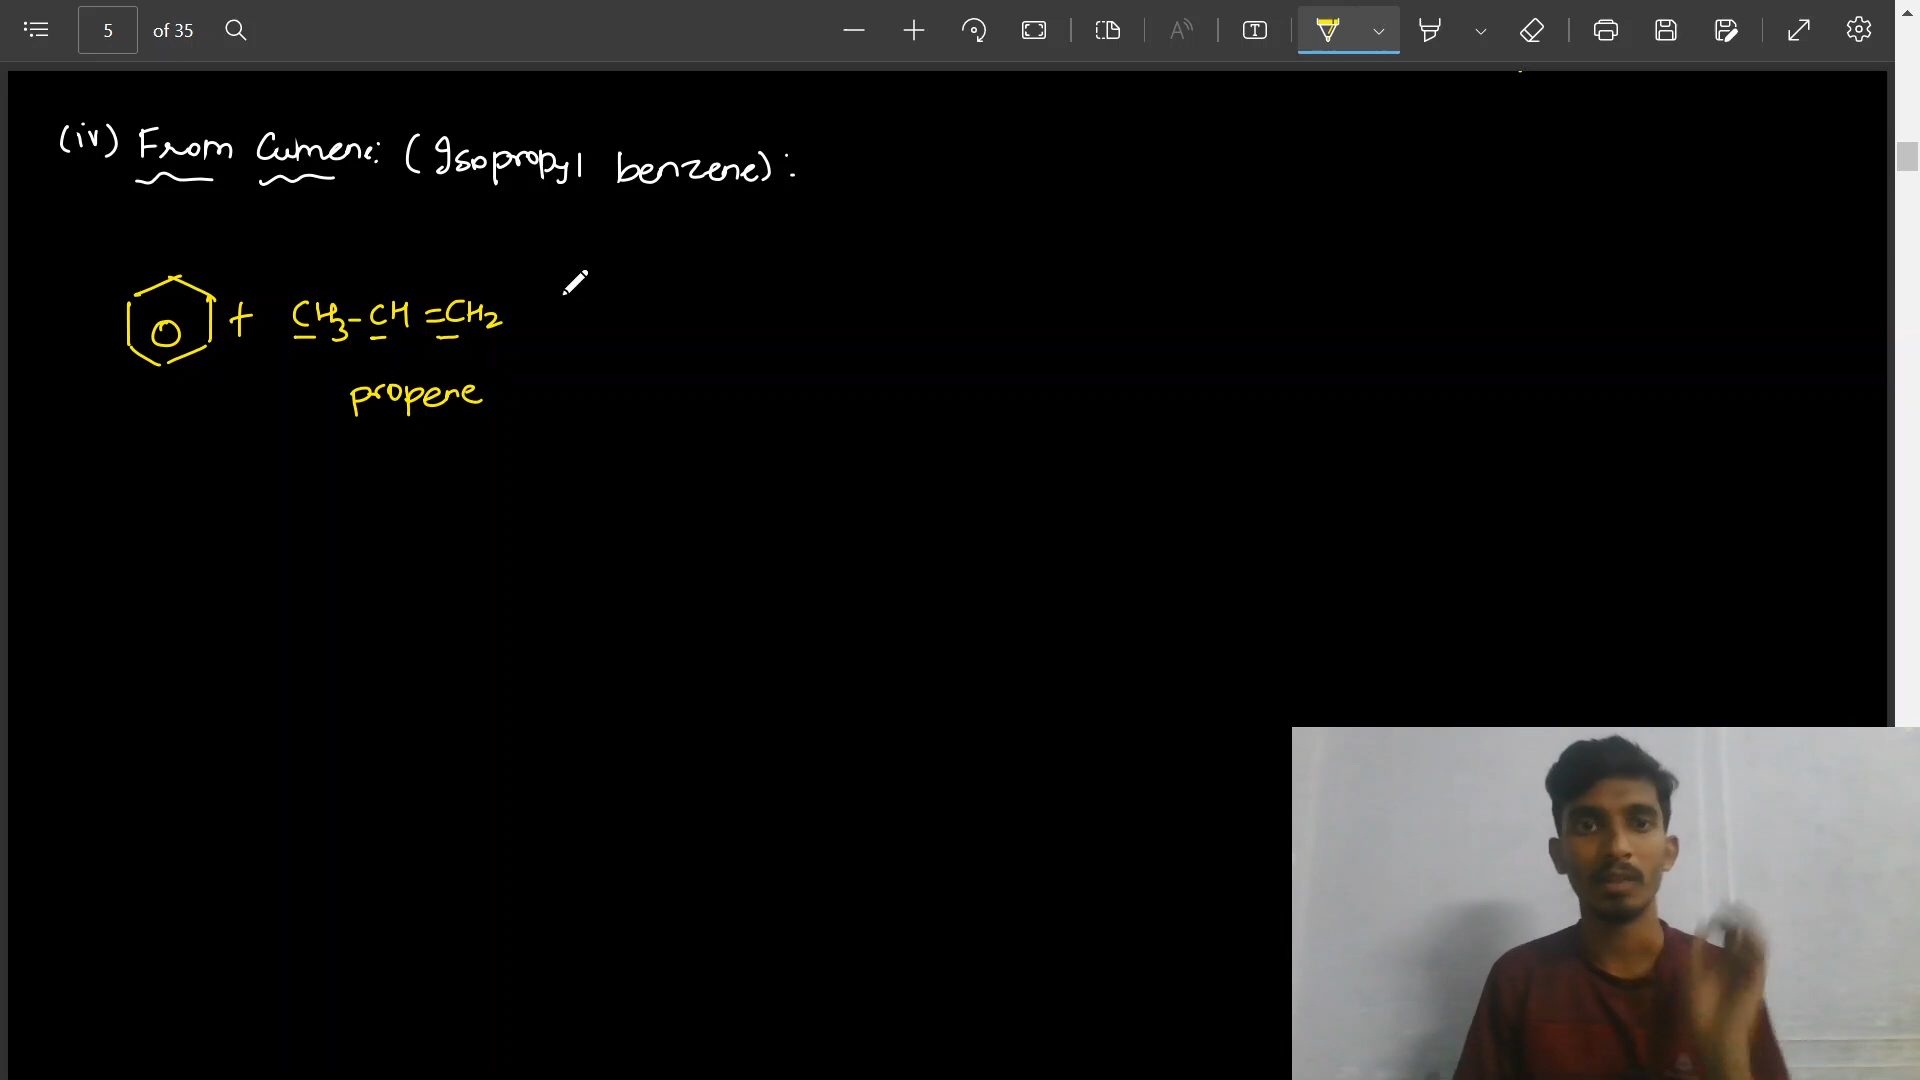 5 of 35
(iv) From Cumene: (Isopropyl benzene):
+ CH3-CH=CH2
propene